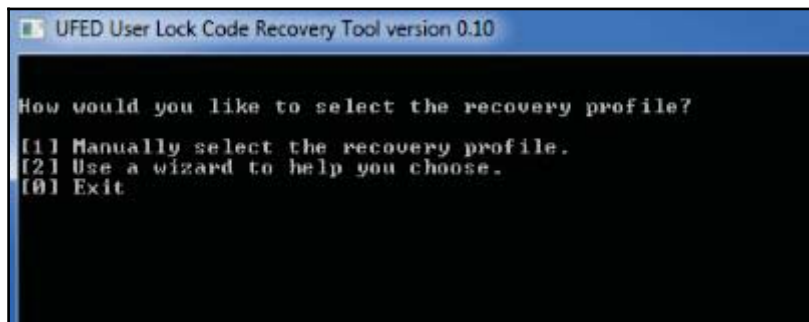 UFED User Lock Code Recovery Tool version 0.10
How would you like to select the recovery profile?
[1] Manually select the recovery profile.
[2] Use a wizard to help you choose.
[0] Exit